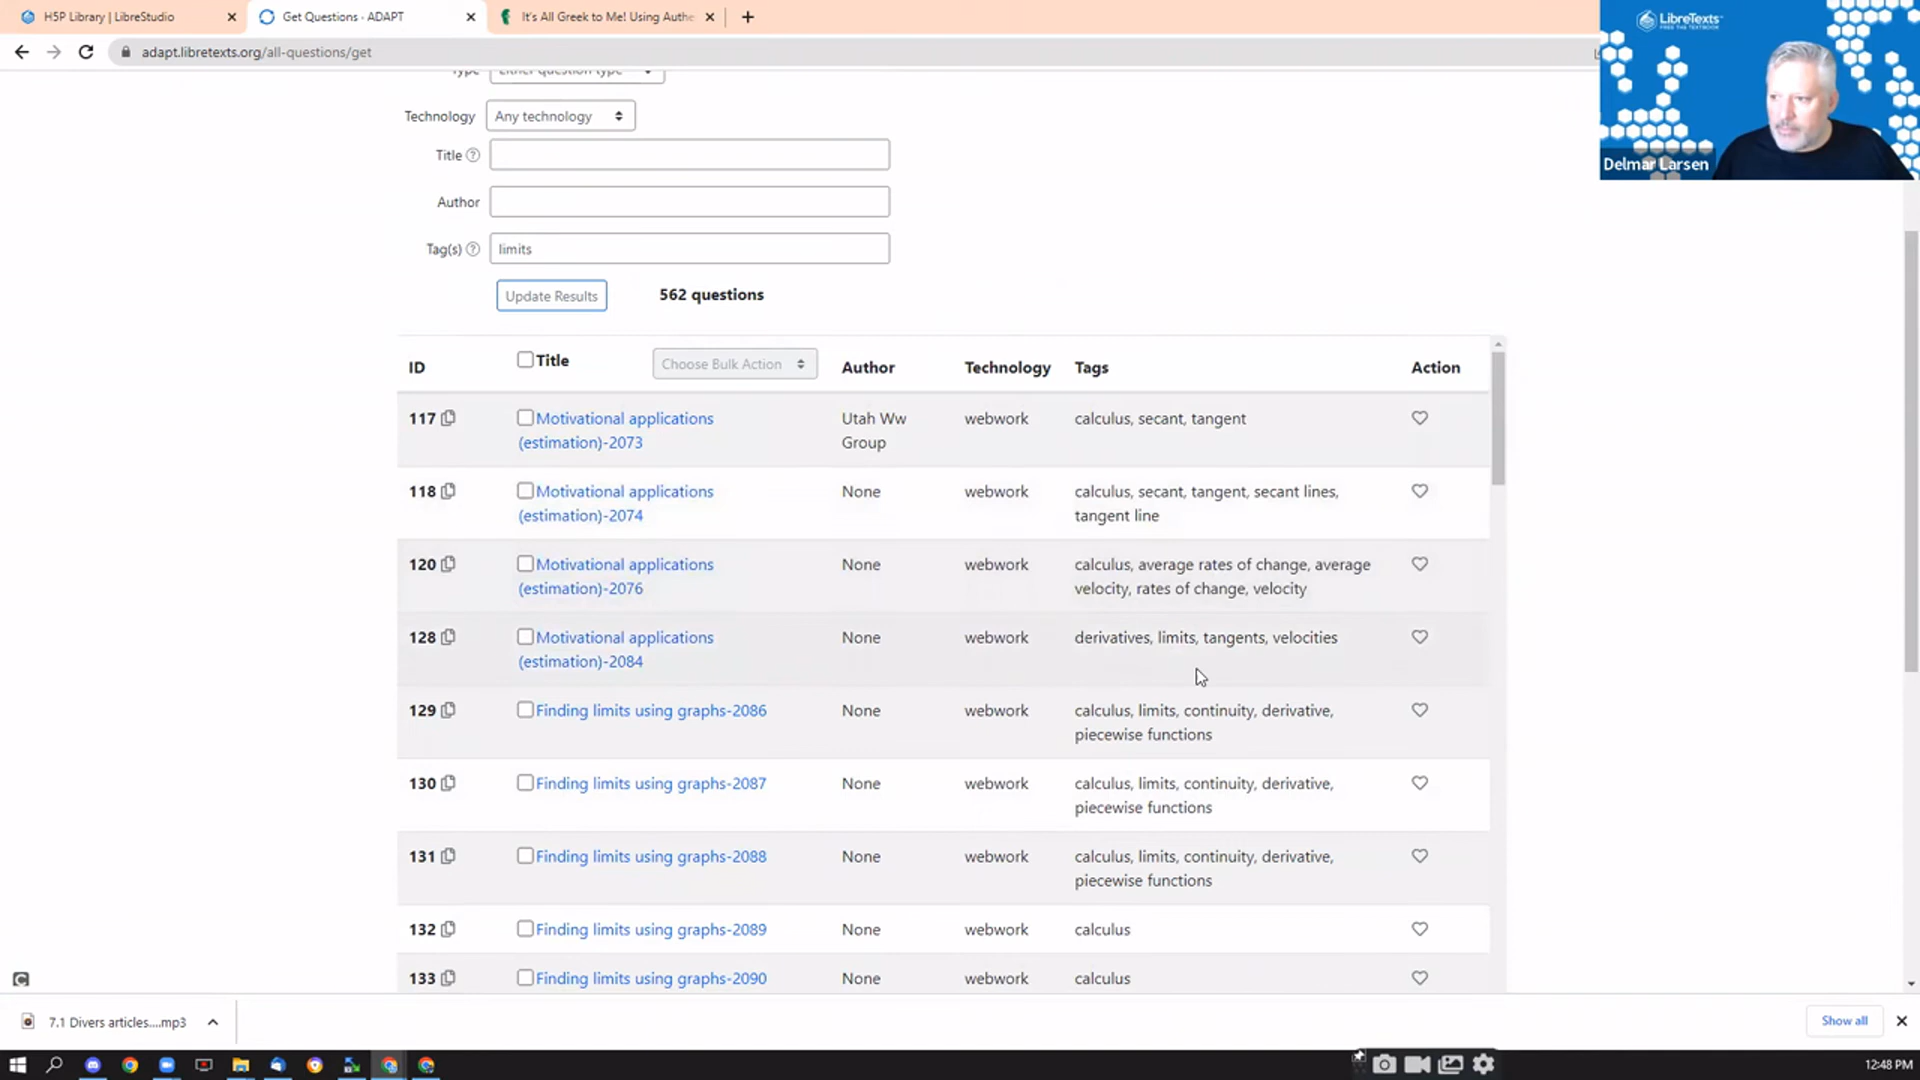 H5P Library | LibreStudio
Get Questions - ADAPT
It's All Greek to Me! Using Authe
adapt.libretexts.org/all-questions/get
LibreTexts
FREE THE TEXTBOOK
Delmar Larsen
Type Either question type
Technology Any technology
Title
Author
Tag(s) limits
Update Results 562 questions
ID Title Choose Bulk Action Author Technology Tags Action
117 Motivational applications Utah Ww webwork calculus, secant, tangent
(estimation)-2073 Group
118 Motivational applications None webwork calculus, secant, tangent, secant lines,
(estimation)-2074 tangent line
120 Motivational applications None webwork calculus, average rates of change, average
(estimation)-2076 velocity, rates of change, velocity
128 Motivational applications None webwork derivatives, limits, tangents, velocities
(estimation)-2084
129 Finding limits using graphs-2086 None webwork calculus, limits, continuity, derivative,
piecewise functions
130 Finding limits using graphs-2087 None webwork calculus, limits, continuity, derivative,
piecewise functions
131 Finding limits using graphs-2088 None webwork calculus, limits, continuity, derivative,
piecewise functions
132 Finding limits using graphs-2089 None webwork calculus
133 Finding limits using graphs-2090 None webwork calculus
7.1 Divers articles....mp3
Show all
12:48 PM